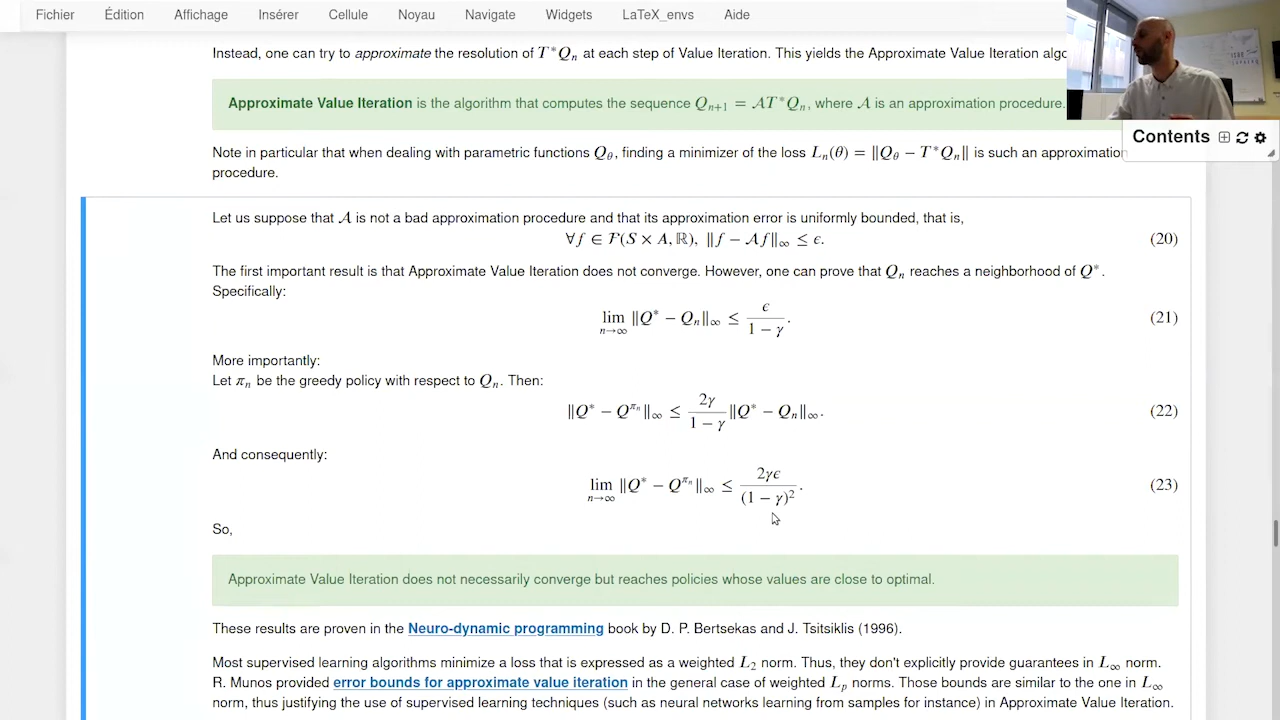 Fichier Édition Affichage Insérer Cellule Noyau Navigate Widgets LaTeX_envs Aide
Instead, one can try to approximate the resolution of T*Qₙ at each step of Value Iteration. This yields the Approximate Value Iteration algo
Approximate Value Iteration is the algorithm that computes the sequence Qₙ₊₁ = 𝒜T*Qₙ, where 𝒜 is an approximation procedure.
Contents
Note in particular that when dealing with parametric functions Q_θ, finding a minimizer of the loss Lₙ(θ) = ‖Q_θ − T*Qₙ‖ is such an approximation
procedure.
Let us suppose that 𝒜 is not a bad approximation procedure and that its approximation error is uniformly bounded, that is,
∀f ∈ ℱ(S × A, ℝ), ‖f − 𝒜f‖∞ ≤ ϵ. (20)
The first important result is that Approximate Value Iteration does not converge. However, one can prove that Qₙ reaches a neighborhood of Q*.
Specifically:
lim_{n→∞} ‖Q* − Qₙ‖∞ ≤ ϵ / (1 − γ). (21)
More importantly:
Let πₙ be the greedy policy with respect to Qₙ. Then:
‖Q* − Q^{πₙ}‖∞ ≤ 2γ / (1 − γ) ‖Q* − Qₙ‖∞. (22)
And consequently:
lim_{n→∞} ‖Q* − Q^{πₙ}‖∞ ≤ 2γϵ / (1 − γ)². (23)
So,
Approximate Value Iteration does not necessarily converge but reaches policies whose values are close to optimal.
These results are proven in the Neuro-dynamic programming book by D. P. Bertsekas and J. Tsitsiklis (1996).
Most supervised learning algorithms minimize a loss that is expressed as a weighted L₂ norm. Thus, they don't explicitly provide guarantees in L∞ norm.
R. Munos provided error bounds for approximate value iteration in the general case of weighted Lₚ norms. Those bounds are similar to the one in L∞
norm, thus justifying the use of supervised learning techniques (such as neural networks learning from samples for instance) in Approximate Value Iteration.